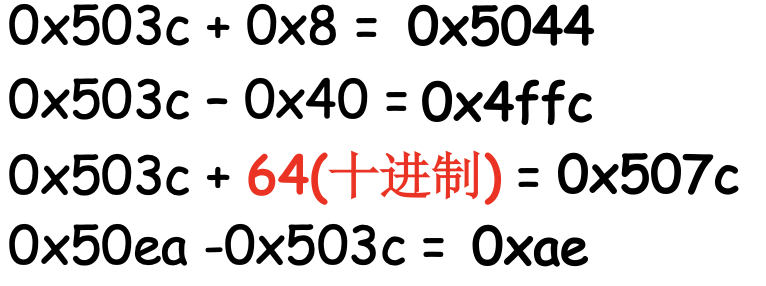 0x503c + 0x8 = 0x5044
0x503c - 0x40 = 0x4ffc
0x503c + 64(十进制) = 0x507c
0x50ea -0x503c = 0xae